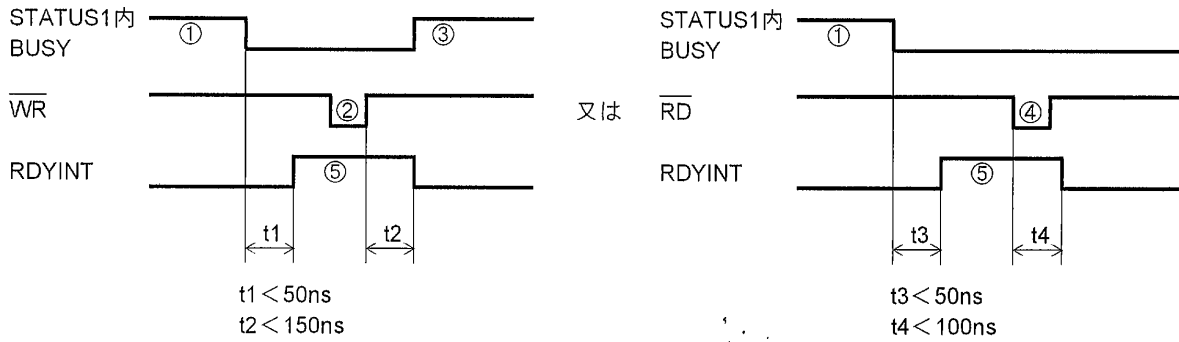 STATUS1内
BUSY
①
③
WR
②
RDYINT
⑤
t1
t2
t1＜50ns
t2＜150ns
又は
STATUS1内
BUSY
①
RD
④
RDYINT
⑤
t3
t4
t3＜50ns
t4＜100ns